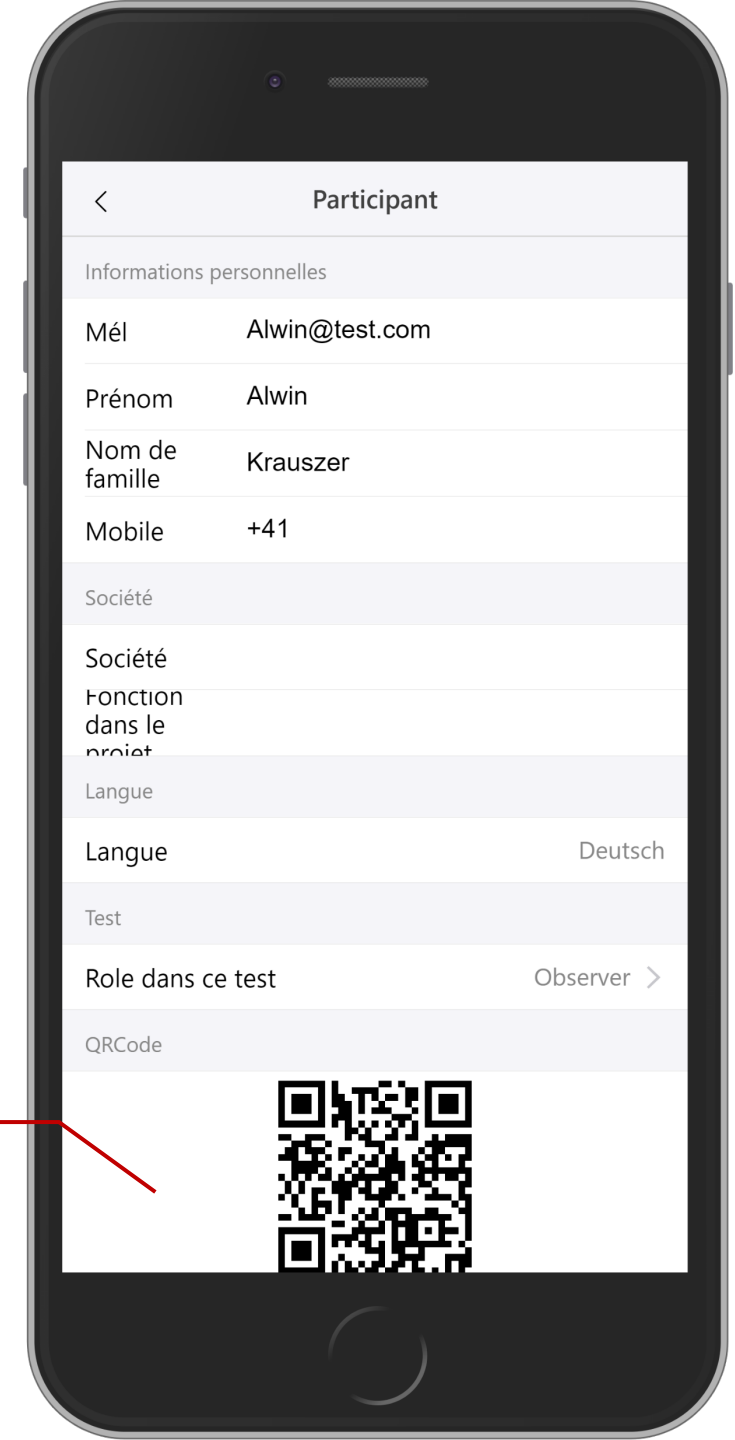 Participant
Informations personnelles
Mél Alwin@test.com
Prénom Alwin
Nom de
famille Krauszer
Mobile +41
Société
Société
Fonction
dans le
projet
Langue
Langue Deutsch
Test
Role dans ce test Observer
QRCode